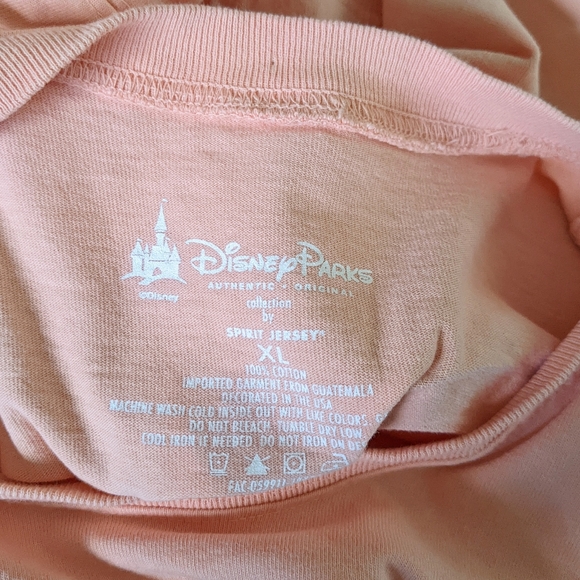 Disney Parks
AUTHENTIC • ORIGINAL
©Disney
collection
by
SPIRIT JERSEY®
XL
100% COTTON
IMPORTED GARMENT FROM GUATEMALA
DECORATED IN THE USA
MACHINE WASH COLD INSIDE OUT WITH LIKE COLORS.
DO NOT BLEACH. TUMBLE DRY LOW.
COOL IRON IF NEEDED. DO NOT IRON ON